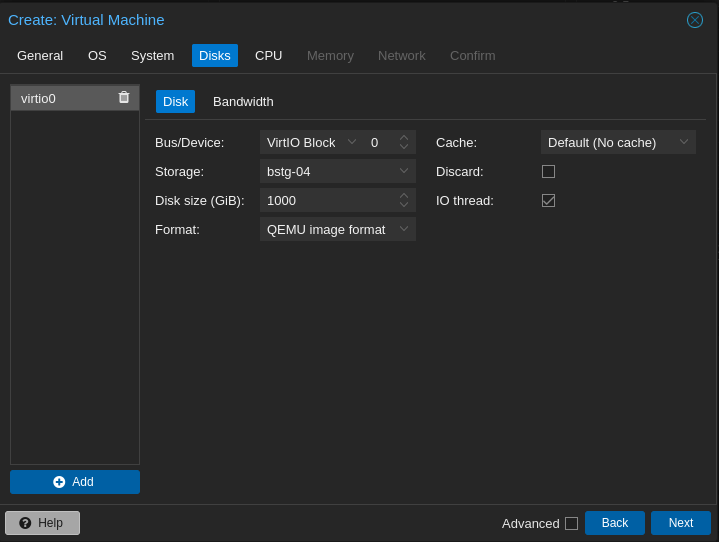 Create: Virtual Machine
General OS System Disks CPU Memory Network Confirm
virtio0
Disk Bandwidth
Bus/Device: VirtIO Block 0 Cache: Default (No cache)
Storage: bstg-04 Discard:
Disk size (GiB): 1000 IO thread:
Format: QEMU image format
Add
Help Advanced Back Next